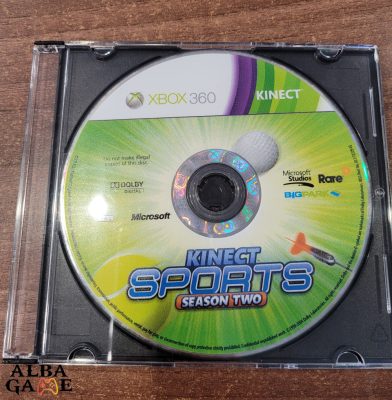 XBOX 360
KINECT
Do not make illegal
copies of this disc.
DOLBY
DIGITAL
Microsoft
Microsoft
Studios
Rare
BIGPARK
KINECT
SPORTS
SEASON TWO
ALBA
GAME